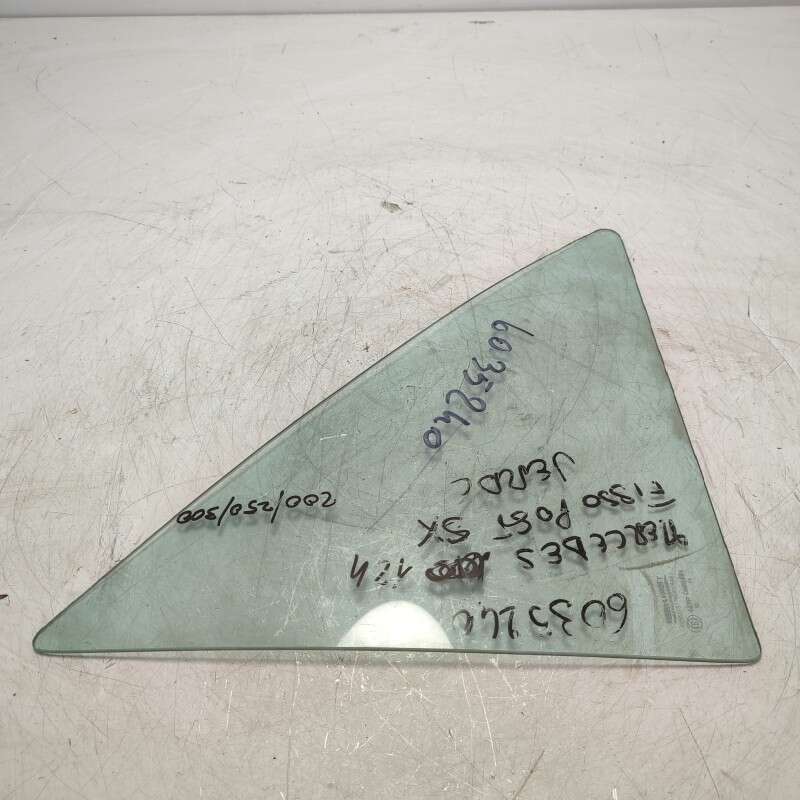 6035240
MERCEDES 124
FISSO POST SX
VERDE
200/250/300
6035240